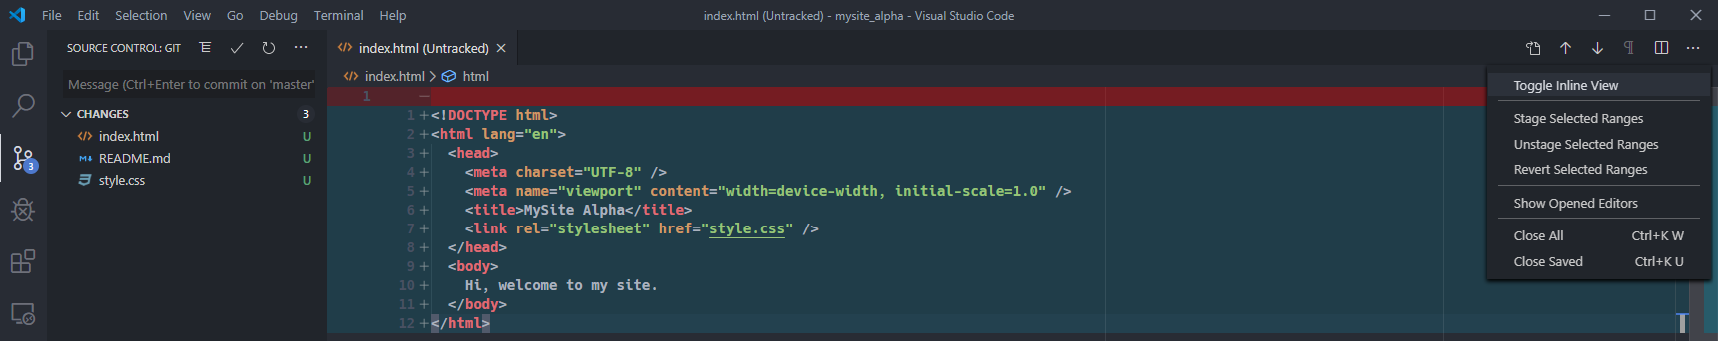 File Edit Selection View Go Debug Terminal Help
index.html (Untracked) - mysite_alpha - Visual Studio Code
SOURCE CONTROL: GIT
index.html (Untracked)
Message (Ctrl+Enter to commit on 'master'
index.html > html
CHANGES 3
index.html U
README.md U
style.css U
3
1 −
1 + <!DOCTYPE html>
2 + <html lang="en">
3 + <head>
4 + <meta charset="UTF-8" />
5 + <meta name="viewport" content="width=device-width, initial-scale=1.0" />
6 + <title>MySite Alpha</title>
7 + <link rel="stylesheet" href="style.css" />
8 + </head>
9 + <body>
10 + Hi, welcome to my site.
11 + </body>
12 + </html>
Toggle Inline View
Stage Selected Ranges
Unstage Selected Ranges
Revert Selected Ranges
Show Opened Editors
Close All Ctrl+K W
Close Saved Ctrl+K U